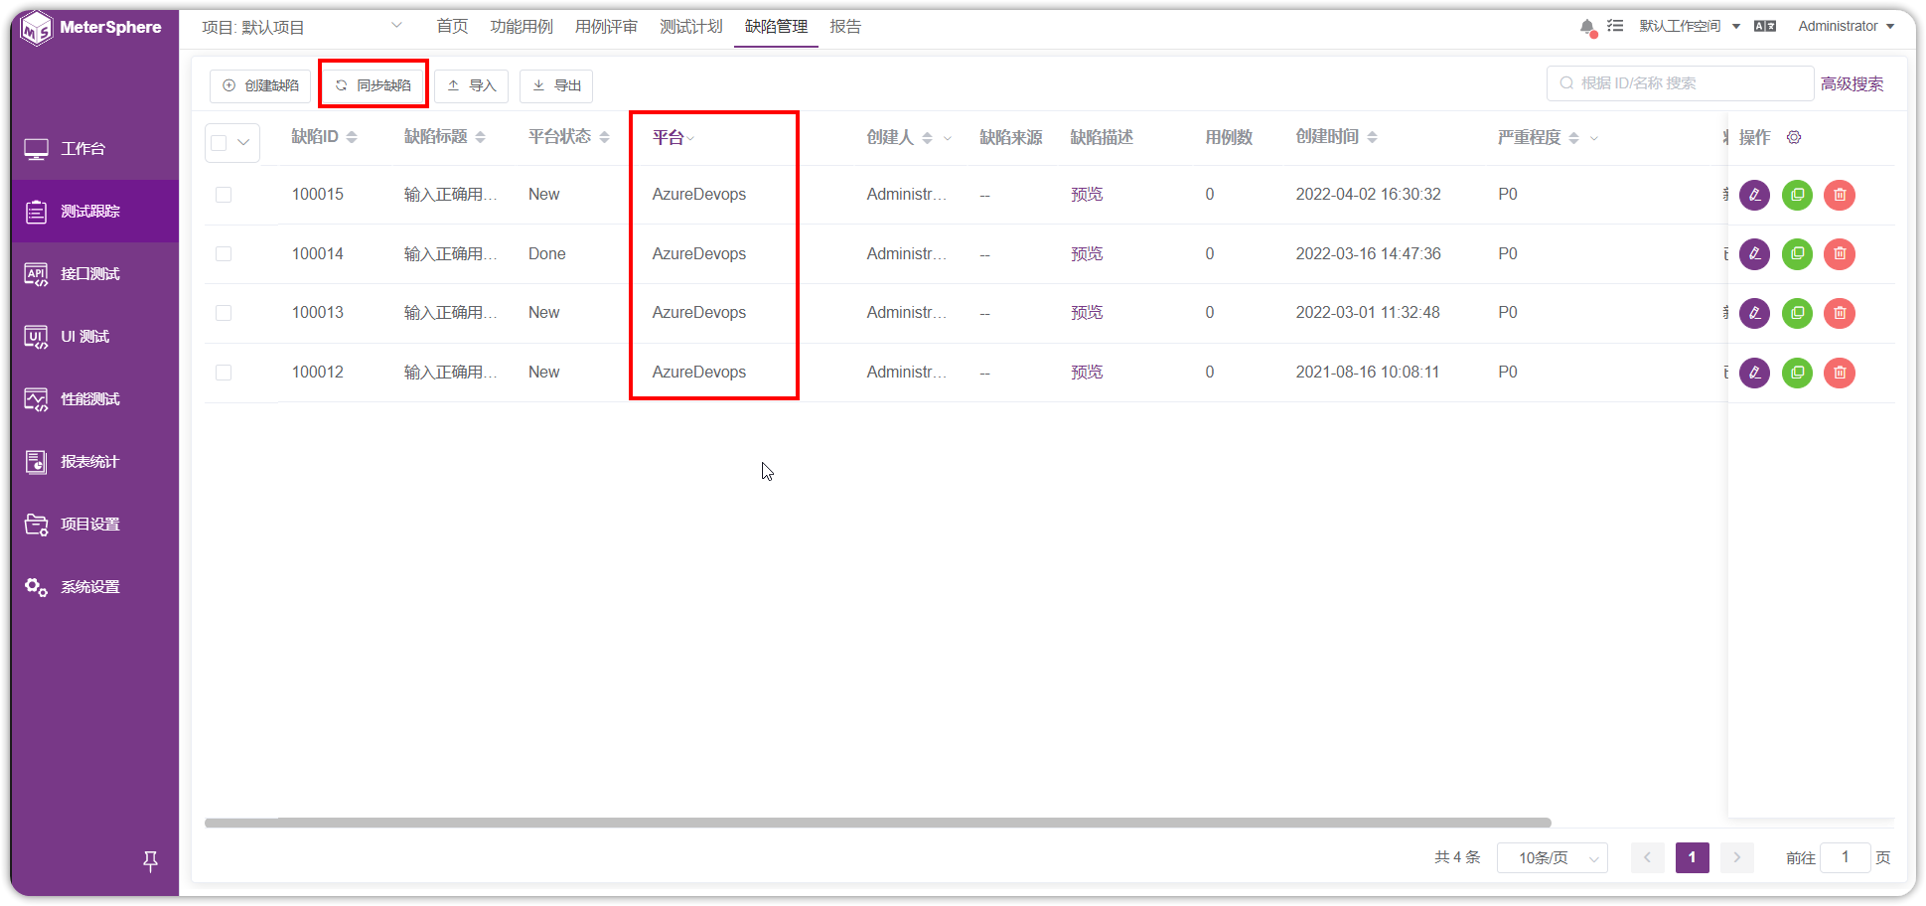 MeterSphere
项目: 默认项目
首页 功能用例 用例评审 测试计划 缺陷管理 报告
默认工作空间
Administrator
工作台
测试跟踪
接口测试
UI 测试
性能测试
报表统计
项目设置
系统设置
创建缺陷 同步缺陷 导入 导出
根据 ID/名称 搜索 高级搜索
缺陷ID 缺陷标题 平台状态 平台 创建人 缺陷来源 缺陷描述 用例数 创建时间 严重程度 操作
100015 输入正确用... New AzureDevops Administr... -- 预览 0 2022-04-02 16:30:32 P0
100014 输入正确用... Done AzureDevops Administr... -- 预览 0 2022-03-16 14:47:36 P0
100013 输入正确用... New AzureDevops Administr... -- 预览 0 2022-03-01 11:32:48 P0
100012 输入正确用... New AzureDevops Administr... -- 预览 0 2021-08-16 10:08:11 P0
共 4 条 10条/页 1 前往 1 页